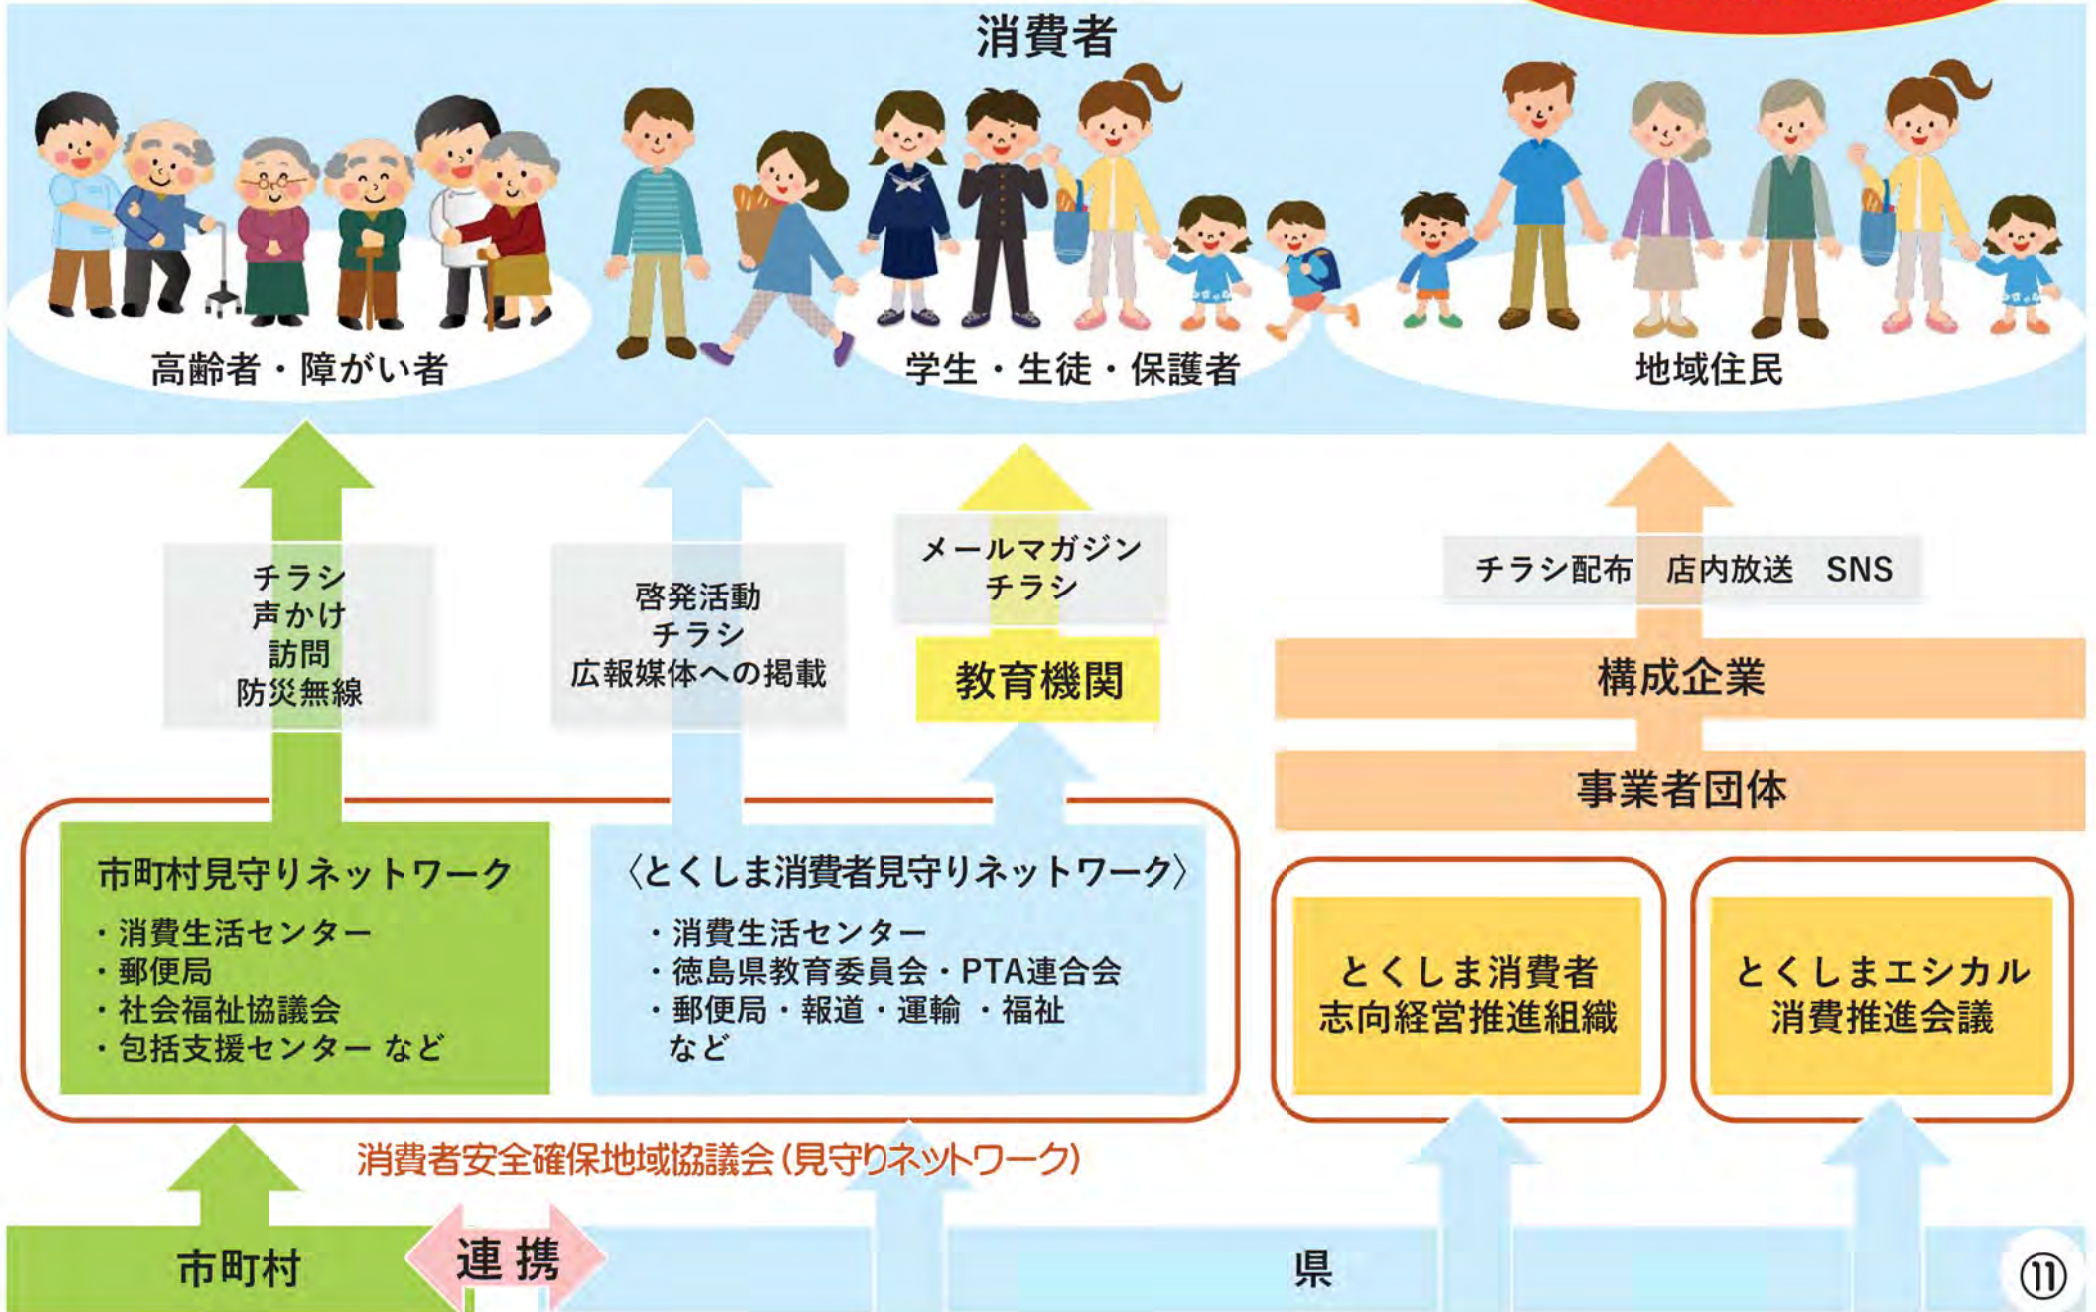 消費者
高齢者・障がい者
学生・生徒・保護者
地域住民
チラシ
声かけ
訪問
防災無線
啓発活動
チラシ
広報媒体への掲載
メールマガジン
チラシ
教育機関
チラシ配布　店内放送　SNS
構成企業
事業者団体
市町村見守りネットワーク
・消費生活センター
・郵便局
・社会福祉協議会
・包括支援センター など
〈とくしま消費者見守りネットワーク〉
・消費生活センター
・徳島県教育委員会・PTA連合会
・郵便局・報道・運輸 ・福祉
など
とくしま消費者
志向経営推進組織
とくしまエシカル
消費推進会議
消費者安全確保地域協議会(見守りネットワーク)
市町村
連携
県
⑪